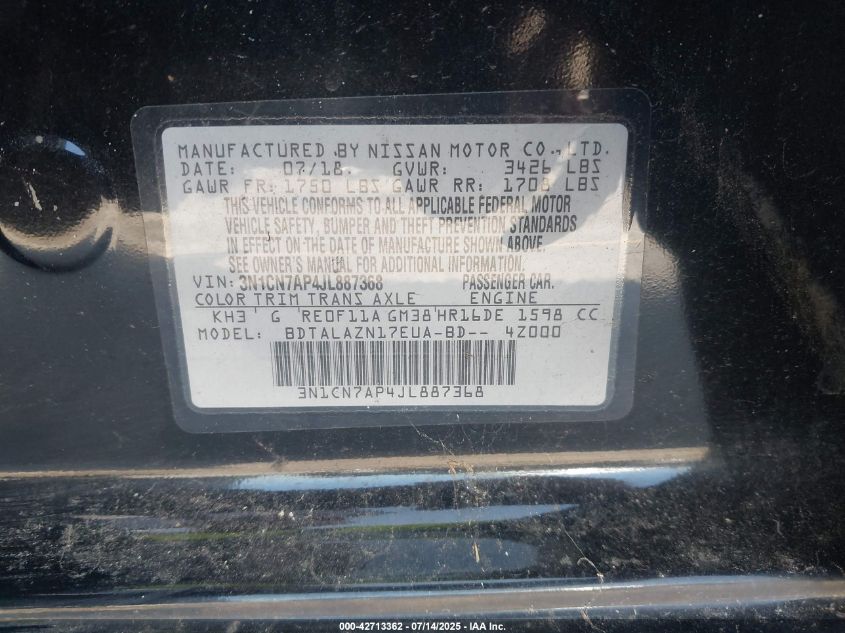 MANUFACTURED BY NISSAN MOTOR CO., LTD.
DATE: 07/18 GVWR: 3426 LBS
GAWR FR: 1750 LBS GAWR RR: 1708 LBS
THIS VEHICLE CONFORMS TO ALL APPLICABLE FEDERAL MOTOR
VEHICLE SAFETY, BUMPER AND THEFT PREVENTION STANDARDS
IN EFFECT ON THE DATE OF MANUFACTURE SHOWN ABOVE.
SEE OWNER'S MANUAL FOR ADDITIONAL INFORMATION.
VIN: 3N1CN7AP4JL887368 PASSENGER CAR.
COLOR TRIM TRANS AXLE ENGINE
KH3 G RE0F11A GM38 HR16DE 1598 CC
MODEL: BDTALAZN17EUA-BD-- 4Z000
3N1CN7AP4JL887368
000-42713362 - 07/14/2025 - IAA Inc.